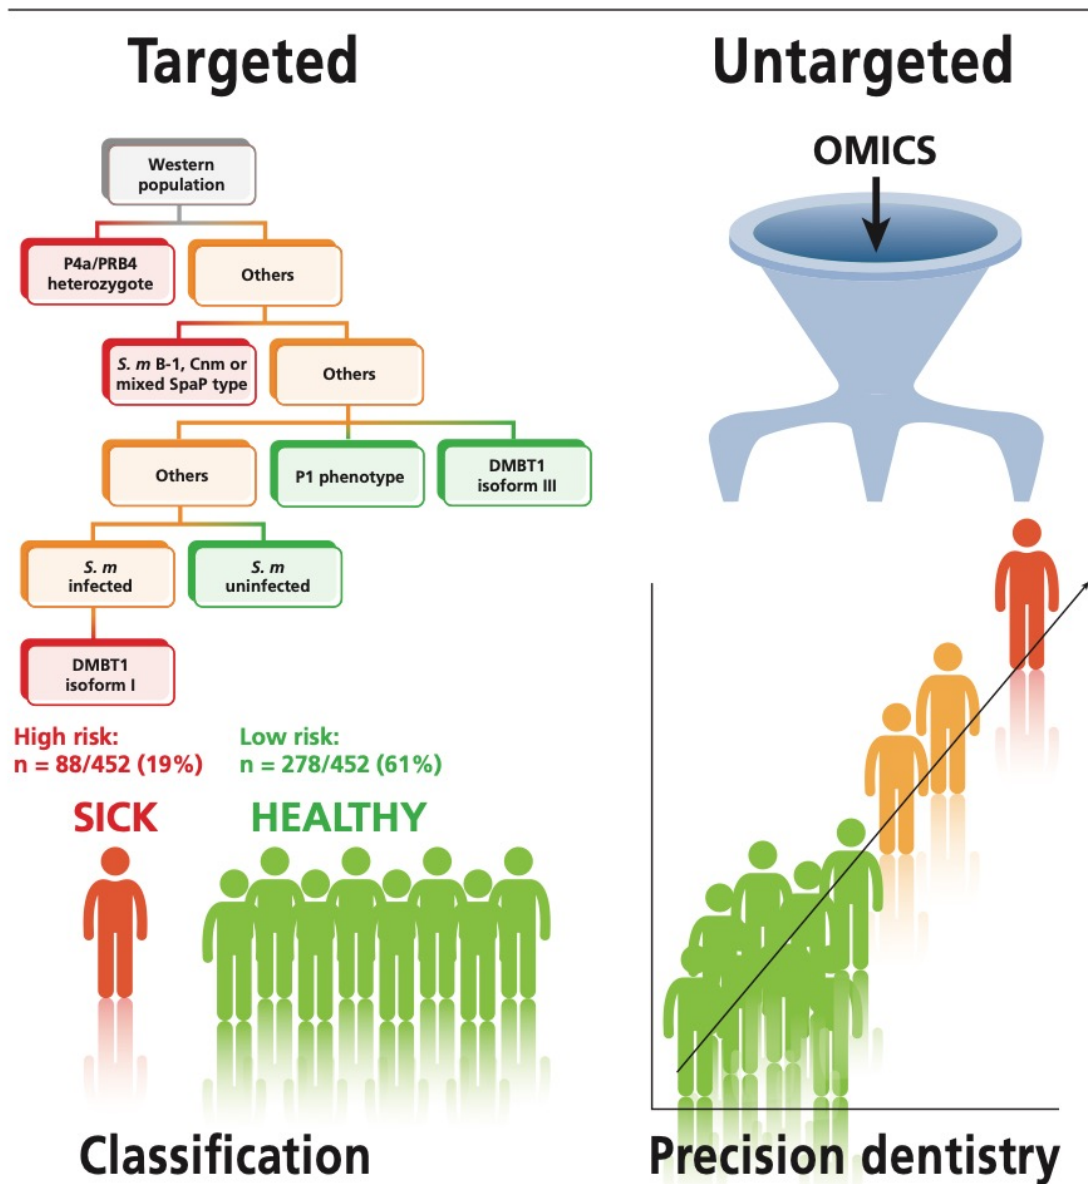 Targeted
Western
population
P4a/PRB4
heterozygote
Others
S. m B-1, Cnm or
mixed SpaP type
Others
Others
P1 phenotype
DMBT1
isoform III
S. m
infected
S. m
uninfected
DMBT1
isoform I
High risk:
n = 88/452 (19%)
Low risk:
n = 278/452 (61%)
SICK
HEALTHY
Classification
Untargeted
OMICS
Precision dentistry